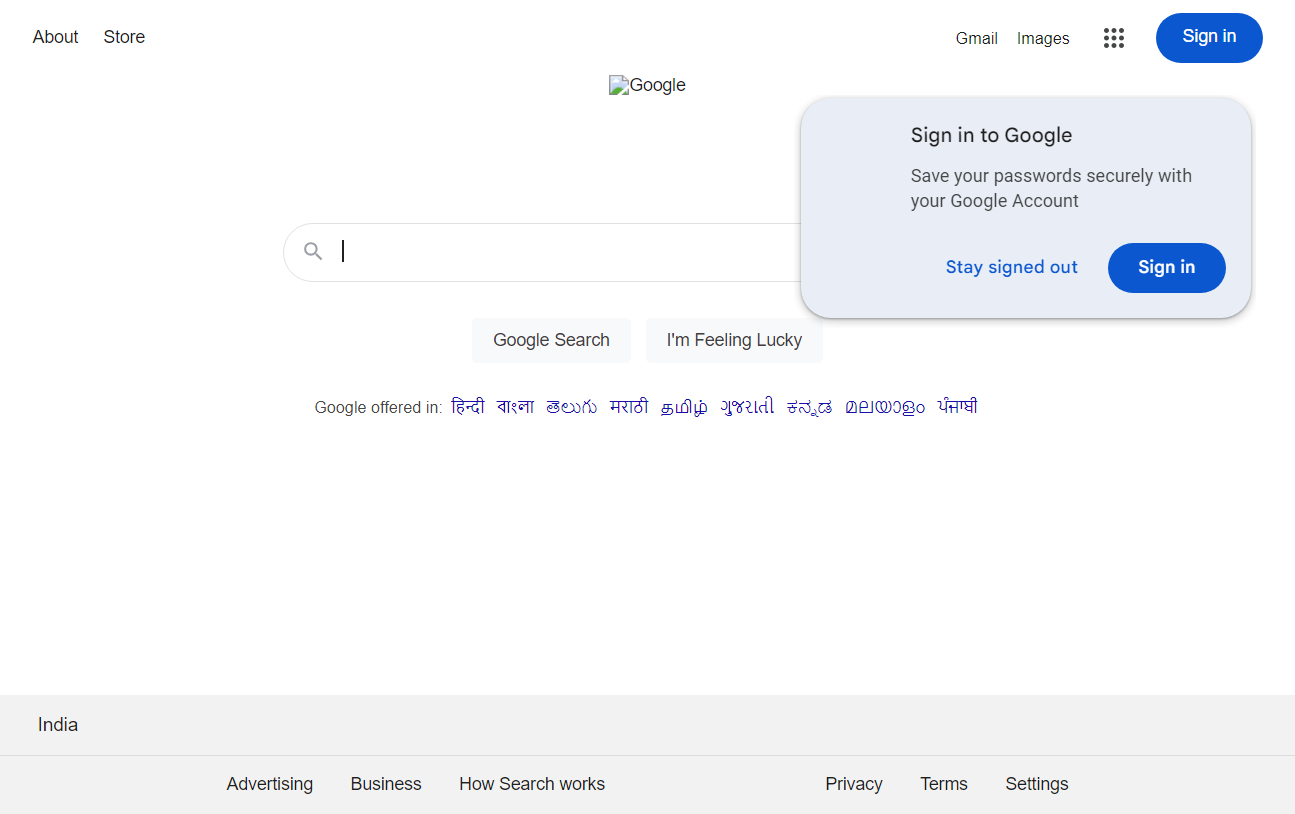 About Store Gmail Images Sign in
Google
Sign in to Google
Save your passwords securely with
your Google Account
Stay signed out Sign in
Google Search I'm Feeling Lucky
Google offered in: हिन्दी বাংলা తెలుగు मराठी தமிழ் ગુજરાતી ಕನ್ನಡ മലയാളം ਪੰਜਾਬੀ
India
Advertising Business How Search works Privacy Terms Settings